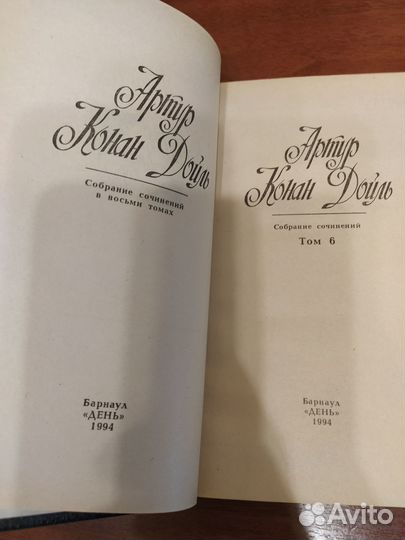 Артур
Конан Дойль
Собрание сочинений
в восьми томах
Барнаул
«ДЕНЬ»
1994
Артур
Конан Дойль
Собрание сочинений
Том 6
Барнаул
«ДЕНЬ»
1994
Avito